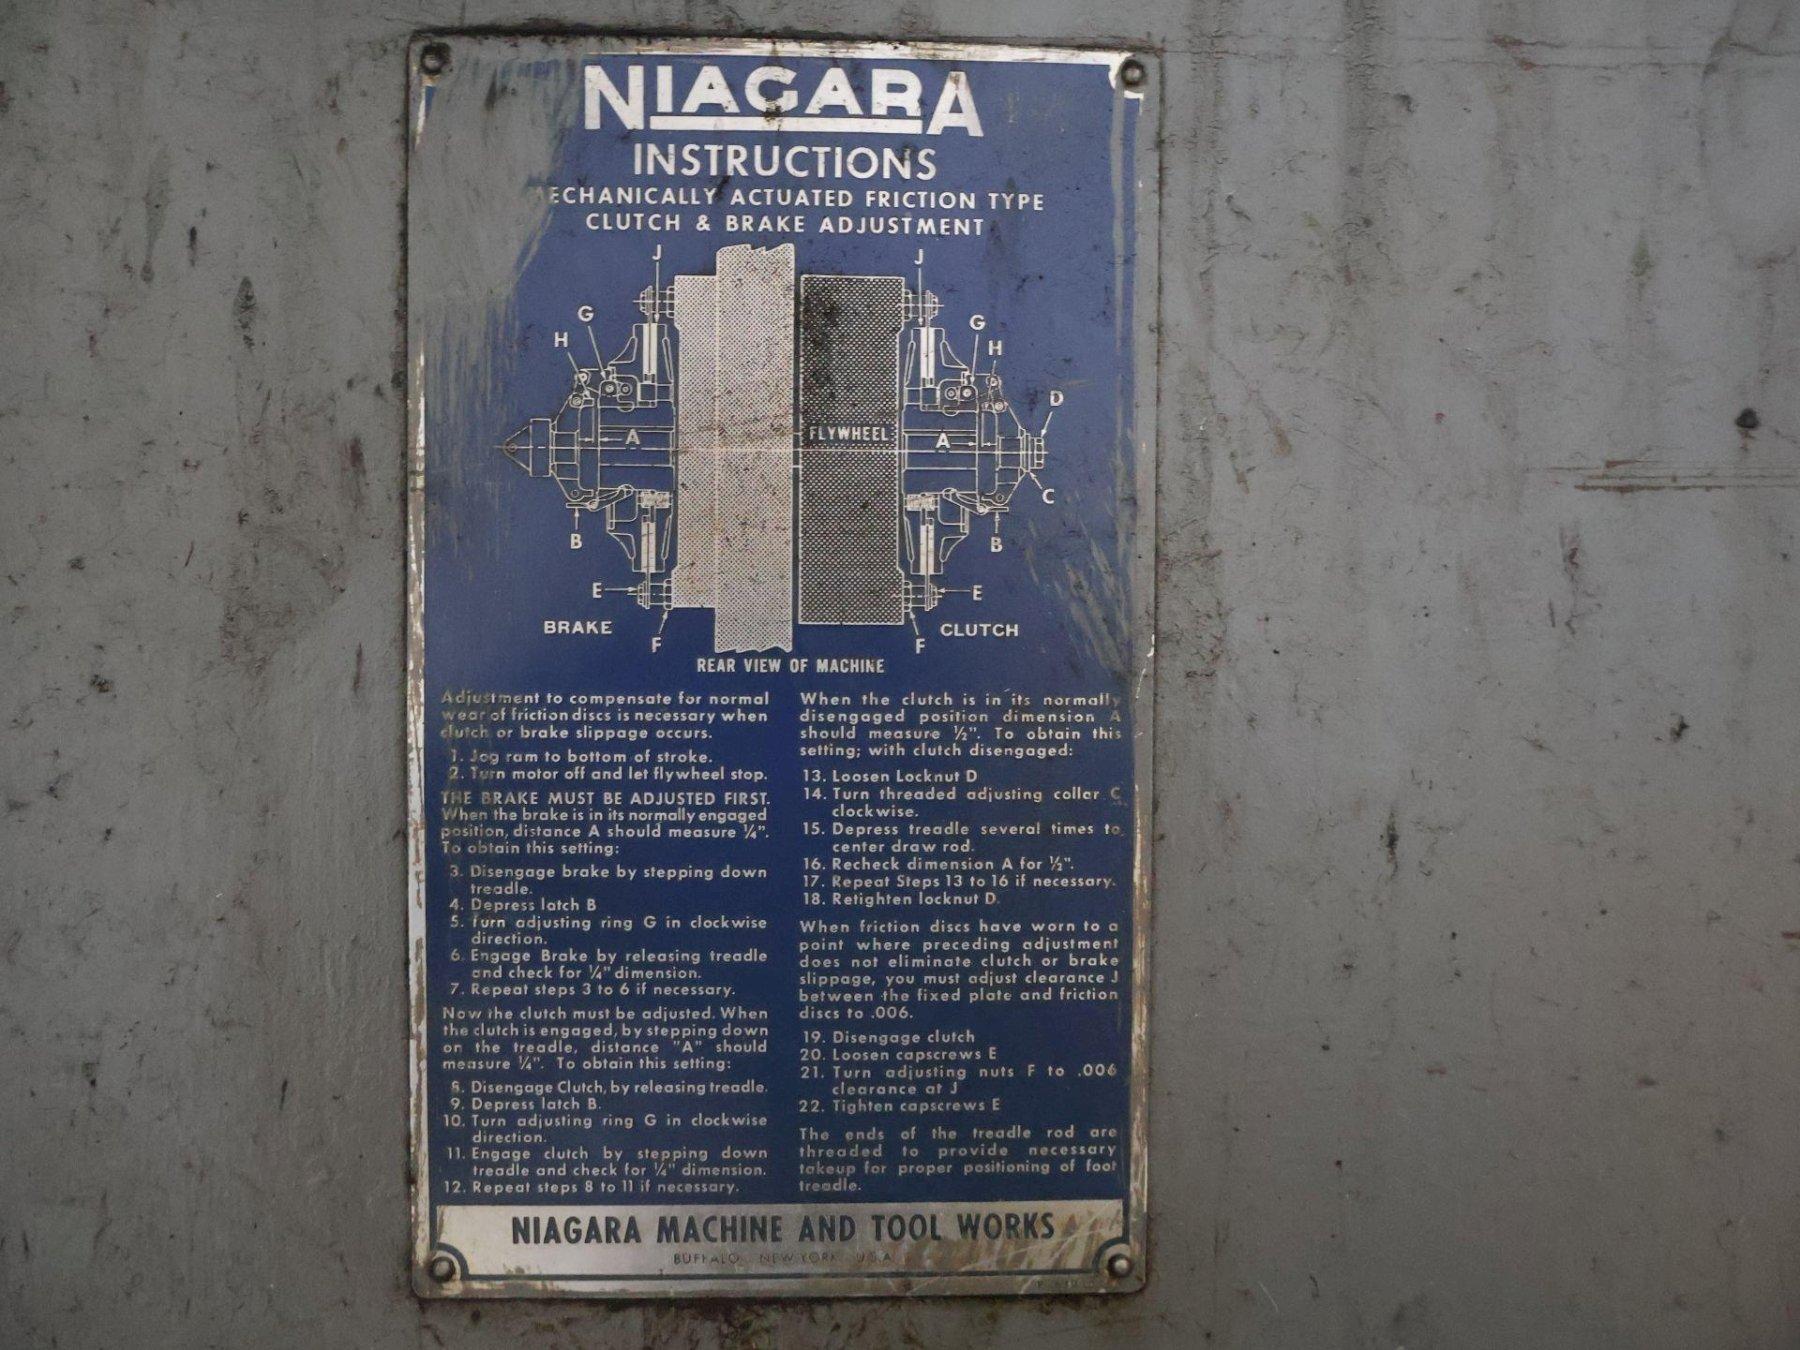 NIAGARA
INSTRUCTIONS
MECHANICALLY ACTUATED FRICTION TYPE
CLUTCH & BRAKE ADJUSTMENT
J
J
G
H
G
H
D
A
FLYWHEEL
A
C
B
B
E
E
BRAKE
F
CLUTCH
F
REAR VIEW OF MACHINE
Adjustment to compensate for normal
wear of friction discs is necessary when
clutch or brake slippage occurs.
1. Jog ram to bottom of stroke.
2. Turn motor off and let flywheel stop.
THE BRAKE MUST BE ADJUSTED FIRST.
When the brake is in its normally engaged
position, distance A should measure ¼".
To obtain this setting:
3. Disengage brake by stepping down
treadle.
4. Depress latch B
5. Turn adjusting ring G in clockwise
direction.
6. Engage Brake by releasing treadle
and check for ¼" dimension.
7. Repeat steps 3 to 6 if necessary.
Now the clutch must be adjusted. When
the clutch is engaged, by stepping down
on the treadle, distance "A" should
measure ¼". To obtain this setting:
8. Disengage Clutch, by releasing treadle.
9. Depress latch B.
10. Turn adjusting ring G in clockwise
direction.
11. Engage clutch by stepping down
treadle and check for ¼" dimension.
12. Repeat steps 8 to 11 if necessary.
When the clutch is in its normally
disengaged position dimension A
should measure ½". To obtain this
setting; with clutch disengaged:
13. Loosen Locknut D
14. Turn threaded adjusting collar C
clockwise.
15. Depress treadle several times to
center draw rod.
16. Recheck dimension A for ½".
17. Repeat Steps 13 to 16 if necessary.
18. Retighten locknut D.
When friction discs have worn to a
point where preceding adjustment
does not eliminate clutch or brake
slippage, you must adjust clearance J
between the fixed plate and friction
discs to .006.
19. Disengage clutch
20. Loosen capscrews E
21. Turn adjusting nuts F to .006
clearance at J
22. Tighten capscrews E
The ends of the treadle rod are
threaded to provide necessary
takeup for proper positioning of foot
treadle.
NIAGARA MACHINE AND TOOL WORKS
BUFFALO, NEW YORK U.S.A.